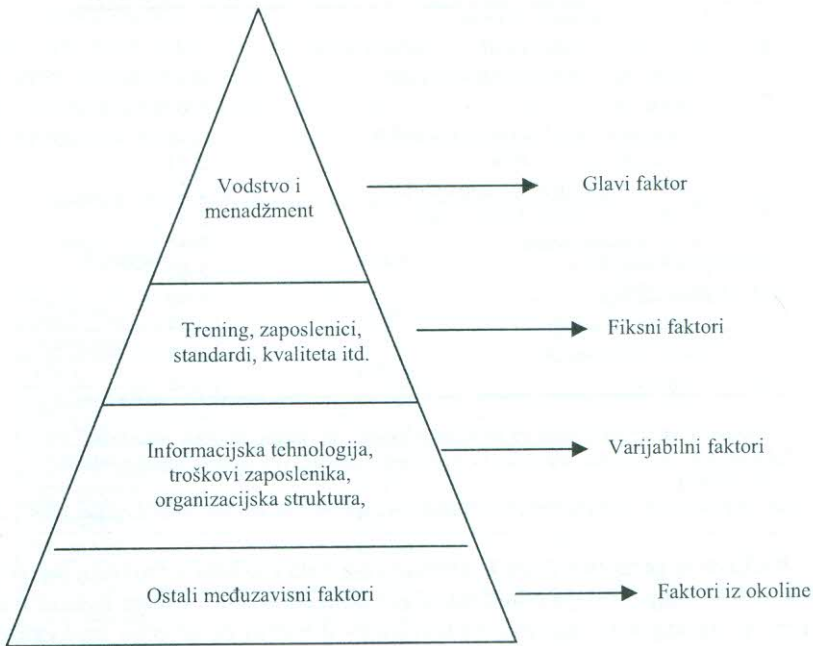 Vodstvo i
menadžment
Glavi faktor
Trening, zaposlenici,
standardi, kvaliteta itd.
Fiksni faktori
Informacijska tehnologija,
troškovi zaposlenika,
organizacijska struktura,
Varijabilni faktori
Ostali međuzavisni faktori
Faktori iz okoline